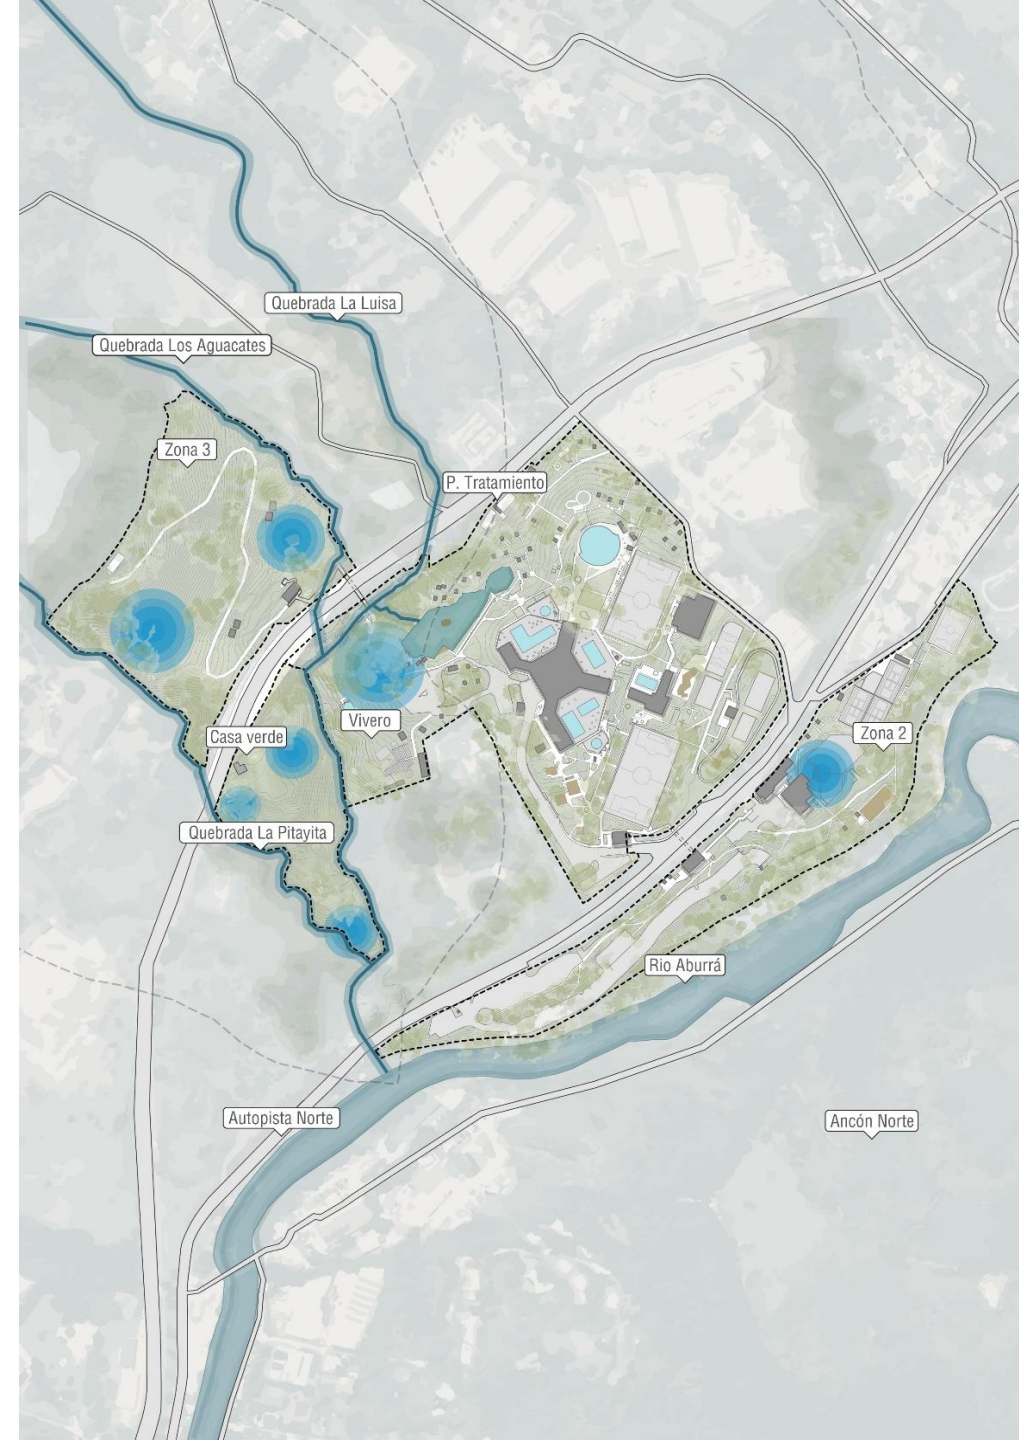 Quebrada La Luisa
Quebrada Los Aguacates
Zona 3
P. Tratamiento
Vivero
Casa verde
Zona 2
Quebrada La Pitayita
Rio Aburrá
Autopista Norte
Ancón Norte